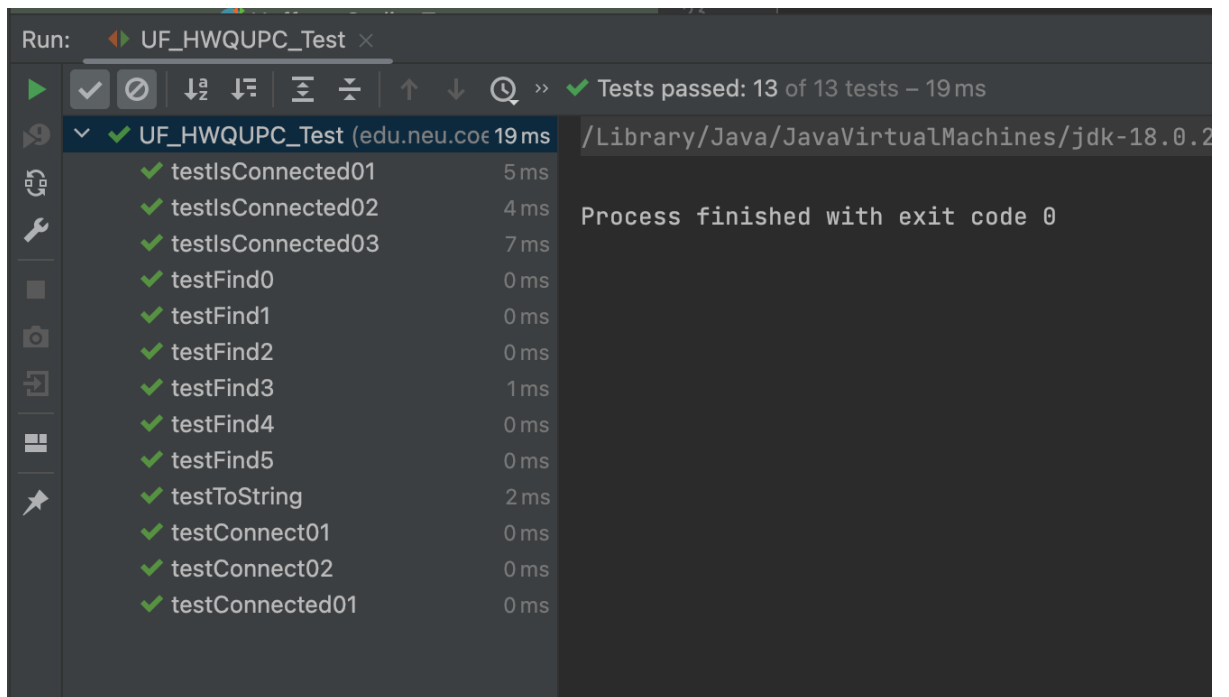 Run: UF_HWQUPC_Test ×
» Tests passed: 13 of 13 tests – 19 ms
UF_HWQUPC_Test (edu.neu.coe 19 ms
testIsConnected01 5 ms
testIsConnected02 4 ms
testIsConnected03 7 ms
testFind0 0 ms
testFind1 0 ms
testFind2 0 ms
testFind3 1 ms
testFind4 0 ms
testFind5 0 ms
testToString 2 ms
testConnect01 0 ms
testConnect02 0 ms
testConnected01 0 ms
/Library/Java/JavaVirtualMachines/jdk-18.0.2
Process finished with exit code 0